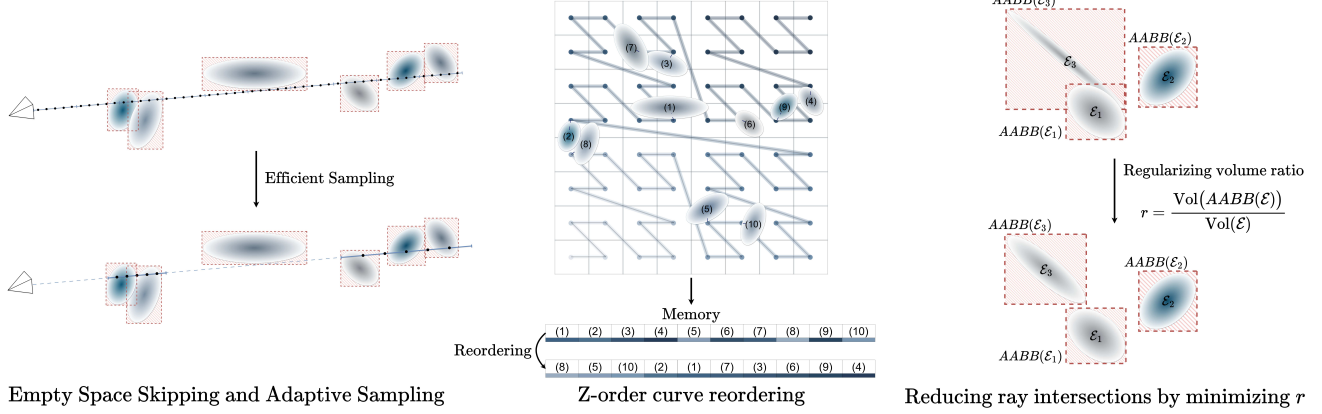 Efficient Sampling
Empty Space Skipping and Adaptive Sampling
(7)
(3)
(1)
(9)
(4)
(6)
(2)
(8)
(5)
(10)
Memory
(1) (2) (3) (4) (5) (6) (7) (8) (9) (10)
Reordering
(8) (5) (10) (2) (1) (7) (3) (6) (9) (4)
Z-order curve reordering
AABB(ℰ₃)
AABB(ℰ₂)
ℰ₃
ℰ₂
ℰ₁
AABB(ℰ₁)
Regularizing volume ratio
r = Vol(AABB(ℰ)) / Vol(ℰ)
AABB(ℰ₃)
AABB(ℰ₂)
ℰ₃
ℰ₂
ℰ₁
AABB(ℰ₁)
Reducing ray intersections by minimizing r